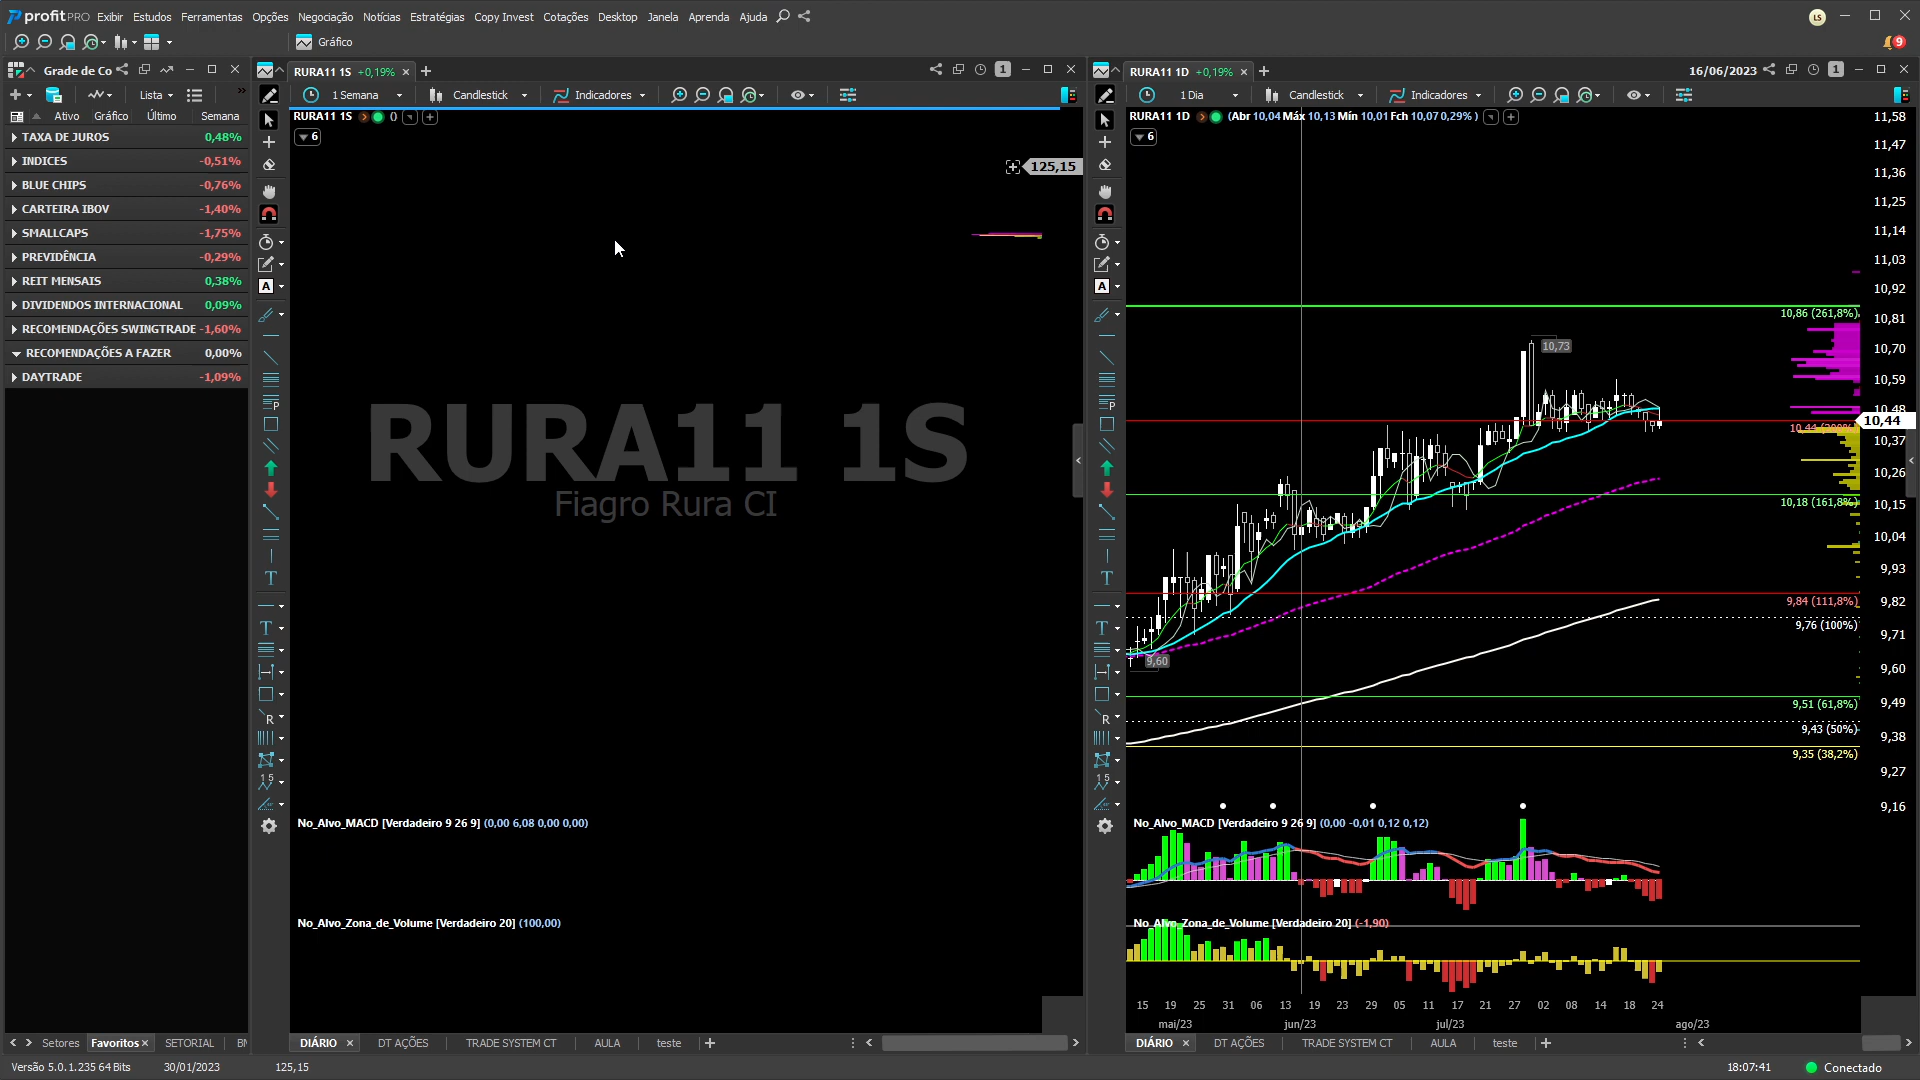 profitPRO Exibir Estudos Ferramentas Opções Negociação Notícias Estratégias Copy Invest Cotações Desktop Janela Aprenda Ajuda LS
Gráfico 9
Grade de Co
RURA11 1S +0,19%
1
RURA11 1D +0,19%
16/06/2023 1
Lista
1 Semana Candlestick Indicadores
1 Dia Candlestick Indicadores
Ativo Gráfico Último Semana
TAXA DE JUROS 0,48%
INDICES -0,51%
BLUE CHIPS -0,76%
CARTEIRA IBOV -1,40%
SMALLCAPS -1,75%
PREVIDÊNCIA -0,29%
REIT MENSAIS 0,38%
DIVIDENDOS INTERNACIONAL 0,09%
RECOMENDAÇÕES SWINGTRADE -1,60%
RECOMENDAÇÕES A FAZER 0,00%
DAYTRADE -1,09%
RURA11 1S ()
6
125,15
RURA11 1S
Fiagro Rura CI
No_Alvo_MACD [Verdadeiro 9 26 9] (0,00 6,08 0,00 0,00)
No_Alvo_Zona_de_Volume [Verdadeiro 20] (100,00)
RURA11 1D (Abr 10,04 Máx 10,13 Mín 10,01 Fch 10,07 0,29% )
6
11,58
11,47
11,36
11,25
11,14
11,03
10,92
10,81
10,70
10,59
10,48
10,44
10,37
10,26
10,15
10,04
9,93
9,82
9,71
9,60
9,49
9,38
9,27
9,16
10,86 (261,8%)
10,73
10,44 (200%)
10,18 (161,8%)
9,84 (111,8%)
9,76 (100%)
9,60
9,51 (61,8%)
9,43 (50%)
9,35 (38,2%)
No_Alvo_MACD [Verdadeiro 9 26 9] (0,00 -0,01 0,12 0,12)
No_Alvo_Zona_de_Volume [Verdadeiro 20] (-1,90)
15 19 25 31 06 13 19 23 29 05 11 17 21 27 02 08 14 18 24
mai/23 jun/23 jul/23 ago/23
Setores Favoritos SETORIAL
DIÁRIO DT AÇÕES TRADE SYSTEM CT AULA teste
DIÁRIO DT AÇÕES TRADE SYSTEM CT AULA teste
Versão 5.0.1.235 64 Bits 30/01/2023 125,15 18:07:41 Conectado